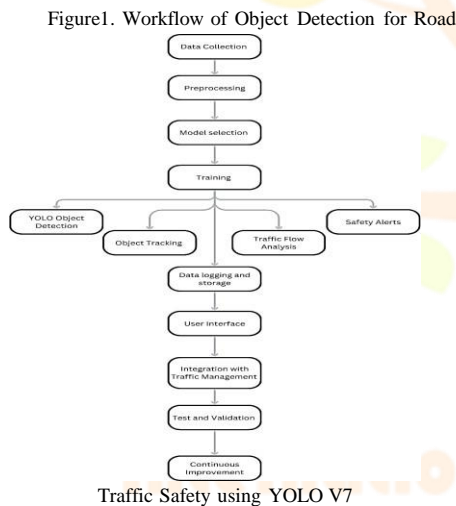 Figure1. Workflow of Object Detection for Road
Data Collection
Preprocessing
Model selection
Training
YOLO Object
Detection
Object Tracking
Traffic Flow
Analysis
Safety Alerts
Data logging and
storage
User Interface
Integration with
Traffic Management
Test and Validation
Continuous
Improvement
Traffic Safety using YOLO V7